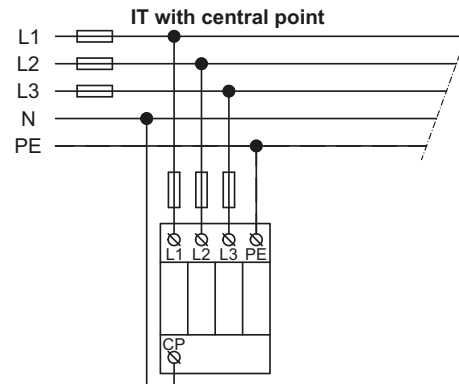 IT with central point
L1
L2
L3
N
PE
L1 L2 L3 PE
CP